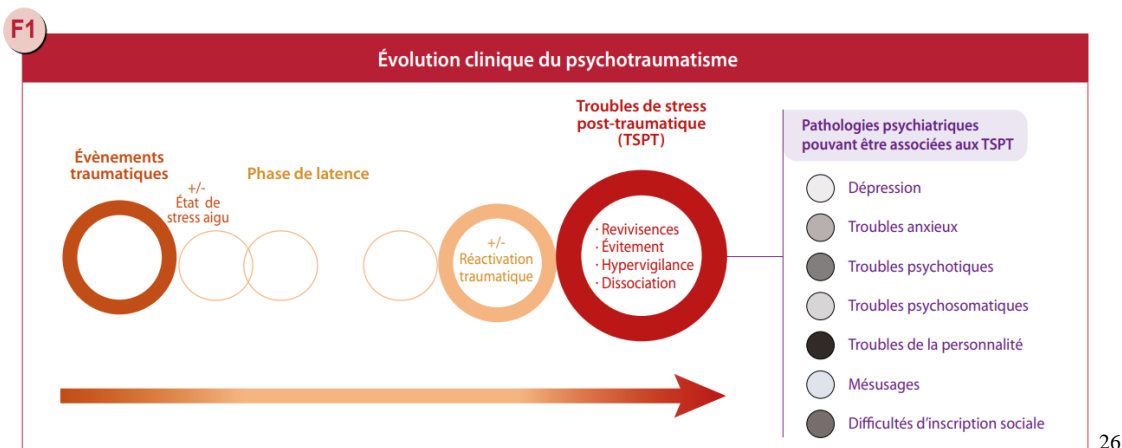 F1
Évolution clinique du psychotraumatisme
Évènements
traumatiques
+/-
État de
stress aigu
Phase de latence
+/-
Réactivation
traumatique
Troubles de stress
post-traumatique
(TSPT)
· Reviviscences
· Évitement
· Hypervigilance
· Dissociation
Pathologies psychiatriques
pouvant être associées aux TSPT
Dépression
Troubles anxieux
Troubles psychotiques
Troubles psychosomatiques
Troubles de la personnalité
Mésusages
Difficultés d'inscription sociale
26